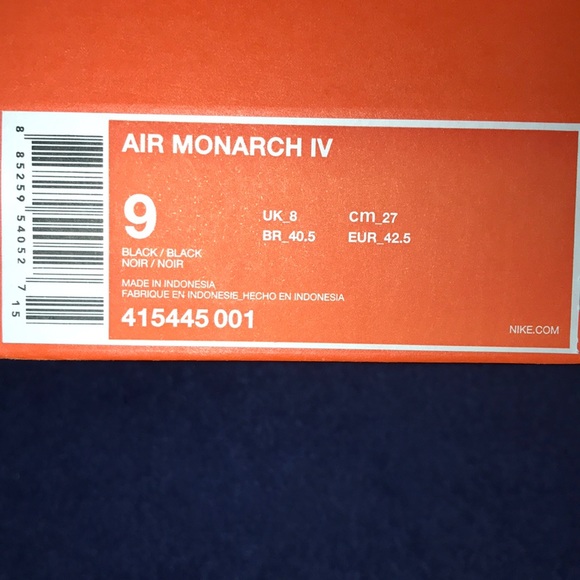 AIR MONARCH IV
9
UK_8 cm_27
BR_40.5 EUR_42.5
BLACK / BLACK
NOIR / NOIR
MADE IN INDONESIA
FABRIQUE EN INDONESIE_HECHO EN INDONESIA
415445 001
NIKE.COM
8 85259 54052 7 15